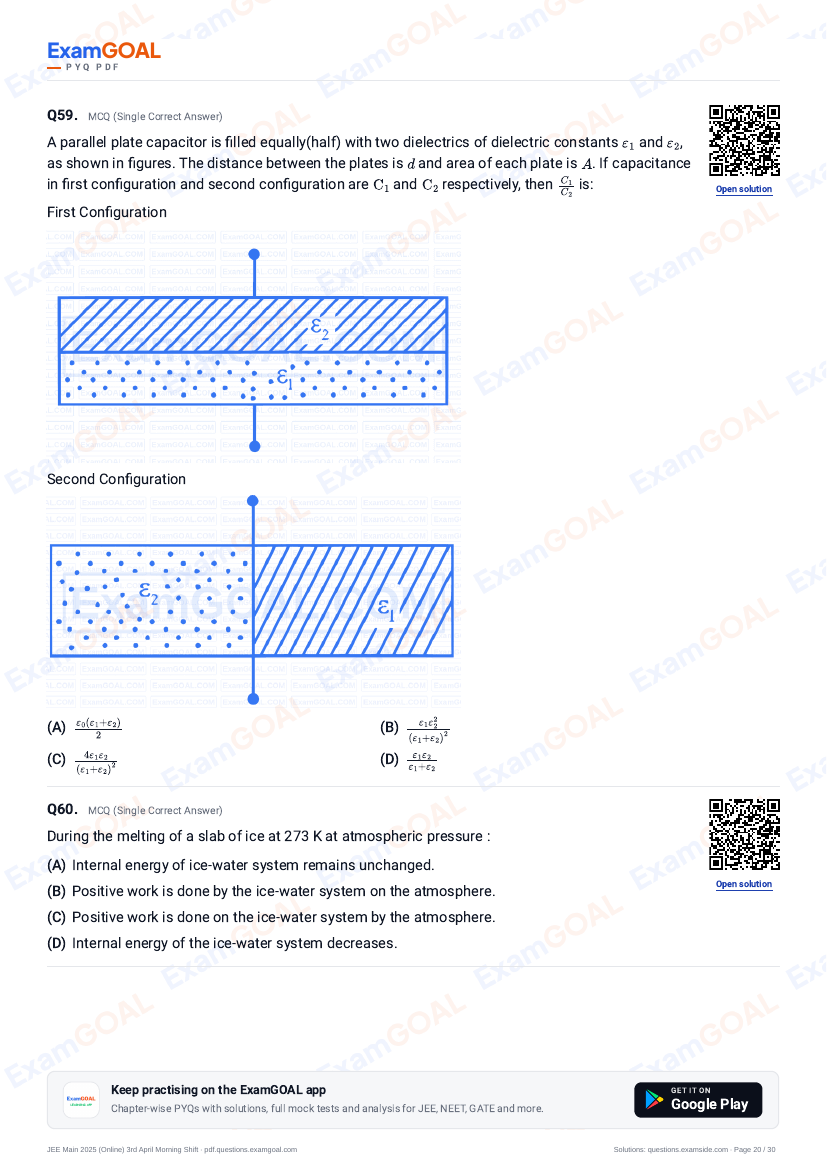 ExamGOAL
PYQ PDF
Q59. MCQ (Single Correct Answer)
A parallel plate capacitor is filled equally(half) with two dielectrics of dielectric constants ε₁ and ε₂,
as shown in figures. The distance between the plates is d and area of each plate is A. If capacitance
in first configuration and second configuration are C₁ and C₂ respectively, then C₁/C₂ is:
Open solution
First Configuration
ε₂
ε₁
Second Configuration
ε₂
ε₁
(A) ε₀(ε₁+ε₂)/2
(B) ε₁ε₂²/(ε₁+ε₂)²
(C) 4ε₁ε₂/(ε₁+ε₂)²
(D) ε₁ε₂/ε₁+ε₂
Q60. MCQ (Single Correct Answer)
During the melting of a slab of ice at 273 K at atmospheric pressure :
(A) Internal energy of ice-water system remains unchanged.
(B) Positive work is done by the ice-water system on the atmosphere.
(C) Positive work is done on the ice-water system by the atmosphere.
(D) Internal energy of the ice-water system decreases.
Open solution
ExamGOAL
Keep practising on the ExamGOAL app
Chapter-wise PYQs with solutions, full mock tests and analysis for JEE, NEET, GATE and more.
GET IT ON
Google Play
JEE Main 2025 (Online) 3rd April Morning Shift · pdf.questions.examgoal.com
Solutions: questions.examside.com · Page 20 / 30